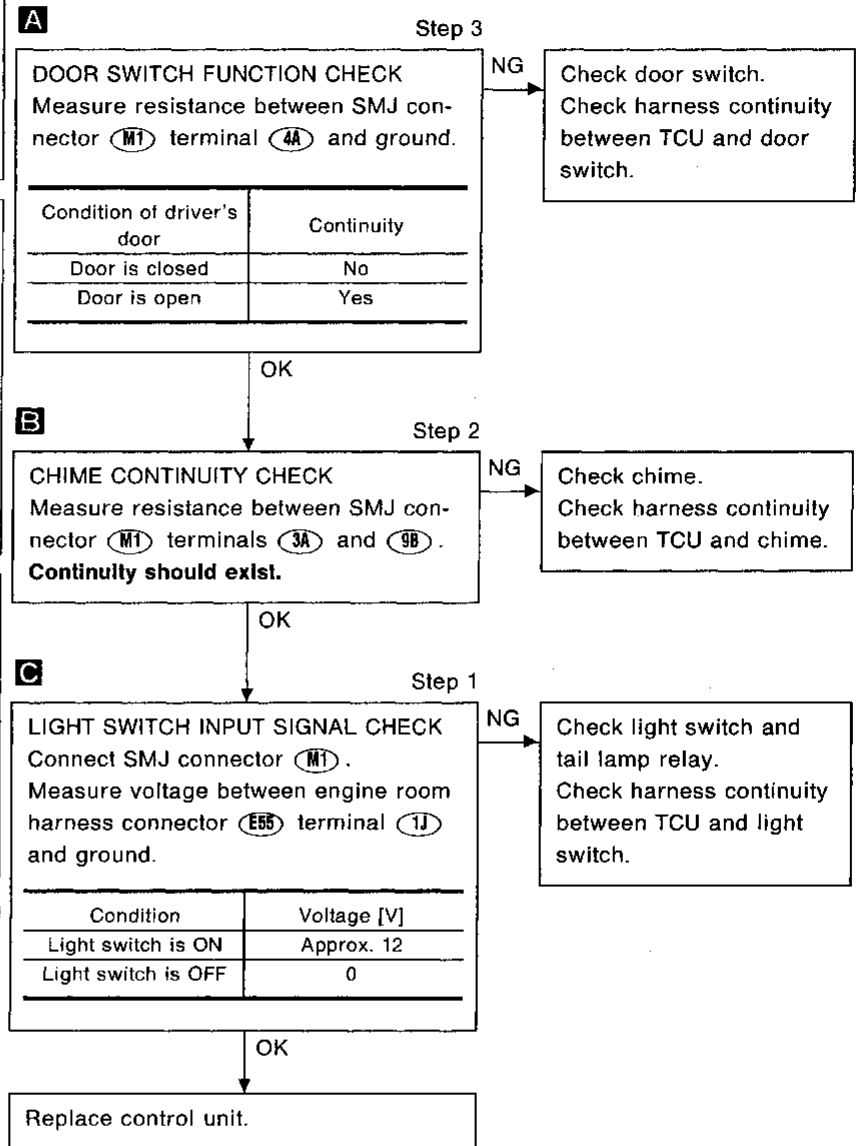 A
Step 3
DOOR SWITCH FUNCTION CHECK
Measure resistance between SMJ con-
nector M1 terminal 4A and ground.
Condition of driver's
door
Continuity
Door is closed No
Door is open Yes
NG
Check door switch.
Check harness continuity
between TCU and door
switch.
OK
B
Step 2
CHIME CONTINUITY CHECK
Measure resistance between SMJ con-
nector M1 terminals 3A and 9B .
Continuity should exist.
NG
Check chime.
Check harness continuity
between TCU and chime.
OK
C
Step 1
LIGHT SWITCH INPUT SIGNAL CHECK
Connect SMJ connector M1 .
Measure voltage between engine room
harness connector E55 terminal 1J
and ground.
Condition Voltage [V]
Light switch is ON Approx. 12
Light switch is OFF 0
NG
Check light switch and
tail lamp relay.
Check harness continuity
between TCU and light
switch.
OK
Replace control unit.